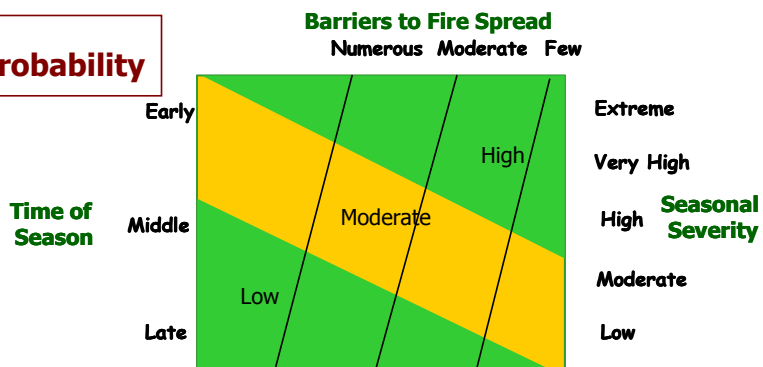 Barriers to Fire Spread
Numerous Moderate Few
robability
Early
Extreme
High
Very High
Time of
Season
Middle
Moderate
High
Seasonal
Severity
Moderate
Low
Late
Low